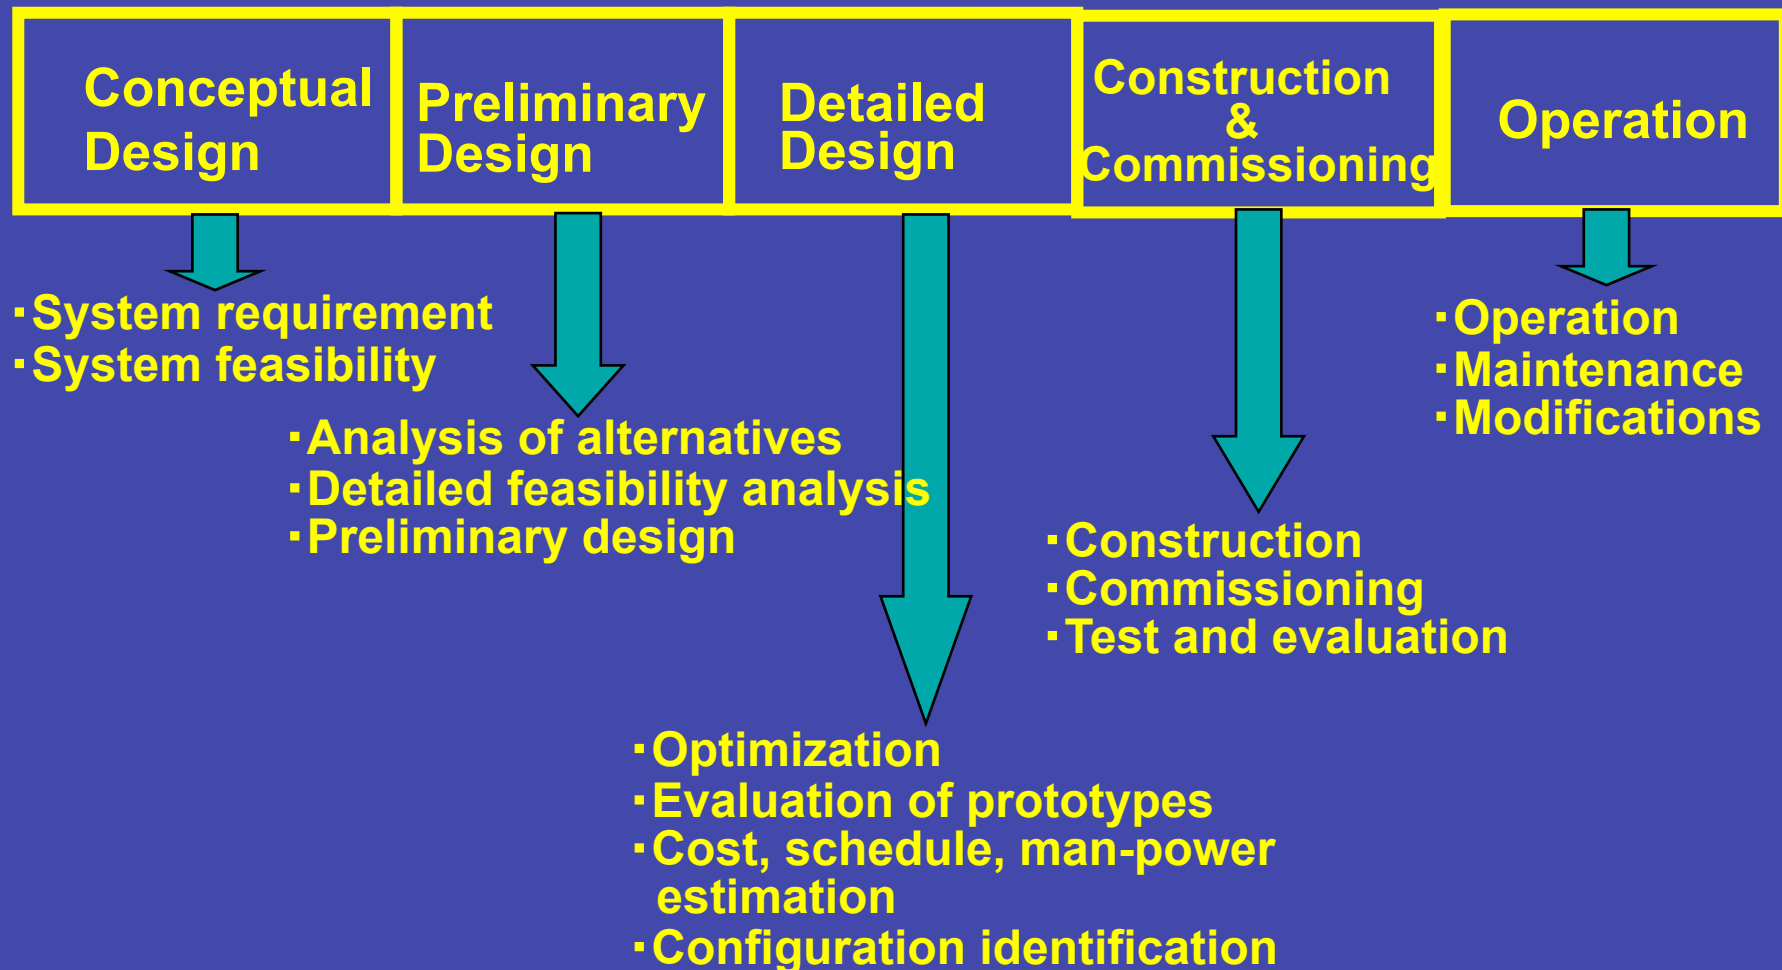 Conceptual
Design
Preliminary
Design
Detailed
Design
Construction
&
Commissioning
Operation
▪System requirement
▪System feasibility
▪Analysis of alternatives
▪Detailed feasibility analysis
▪Preliminary design
▪Optimization
▪Evaluation of prototypes
▪Cost, schedule, man-power
estimation
▪Configuration identification
▪Construction
▪Commissioning
▪Test and evaluation
▪Operation
▪Maintenance
▪Modifications